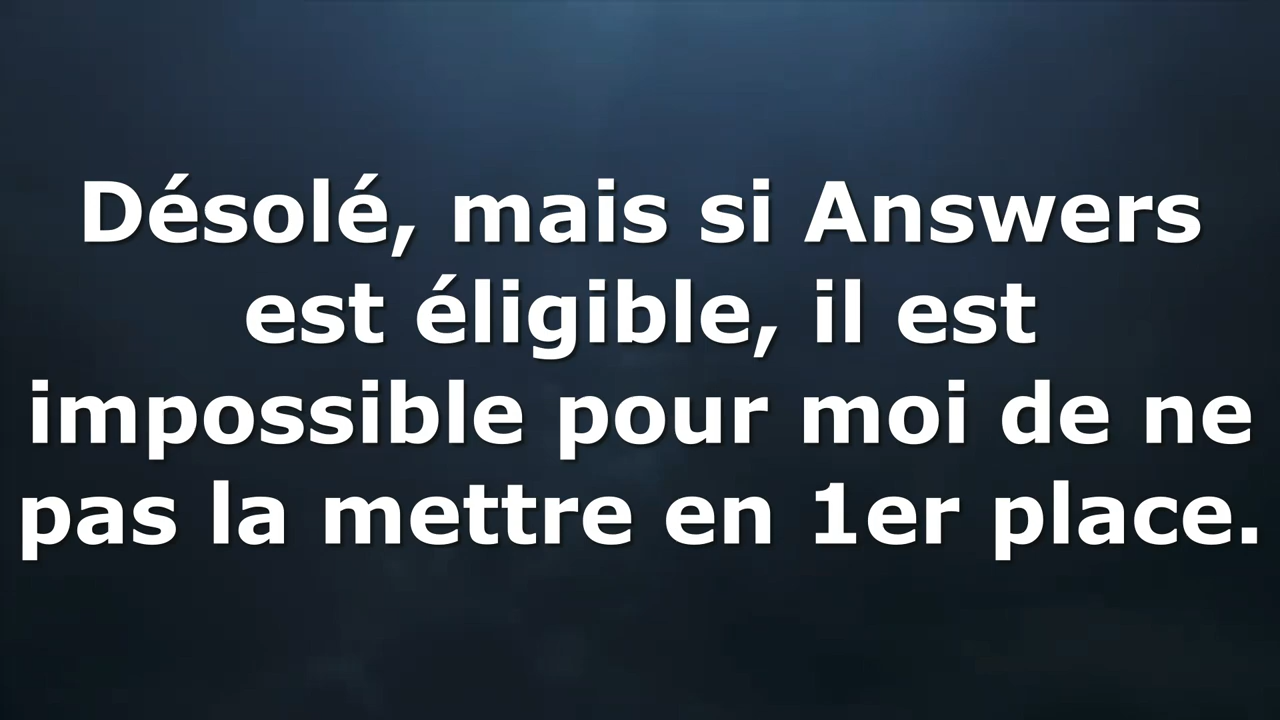 Désolé, mais si Answers
est éligible, il est
impossible pour moi de ne
pas la mettre en 1er place.